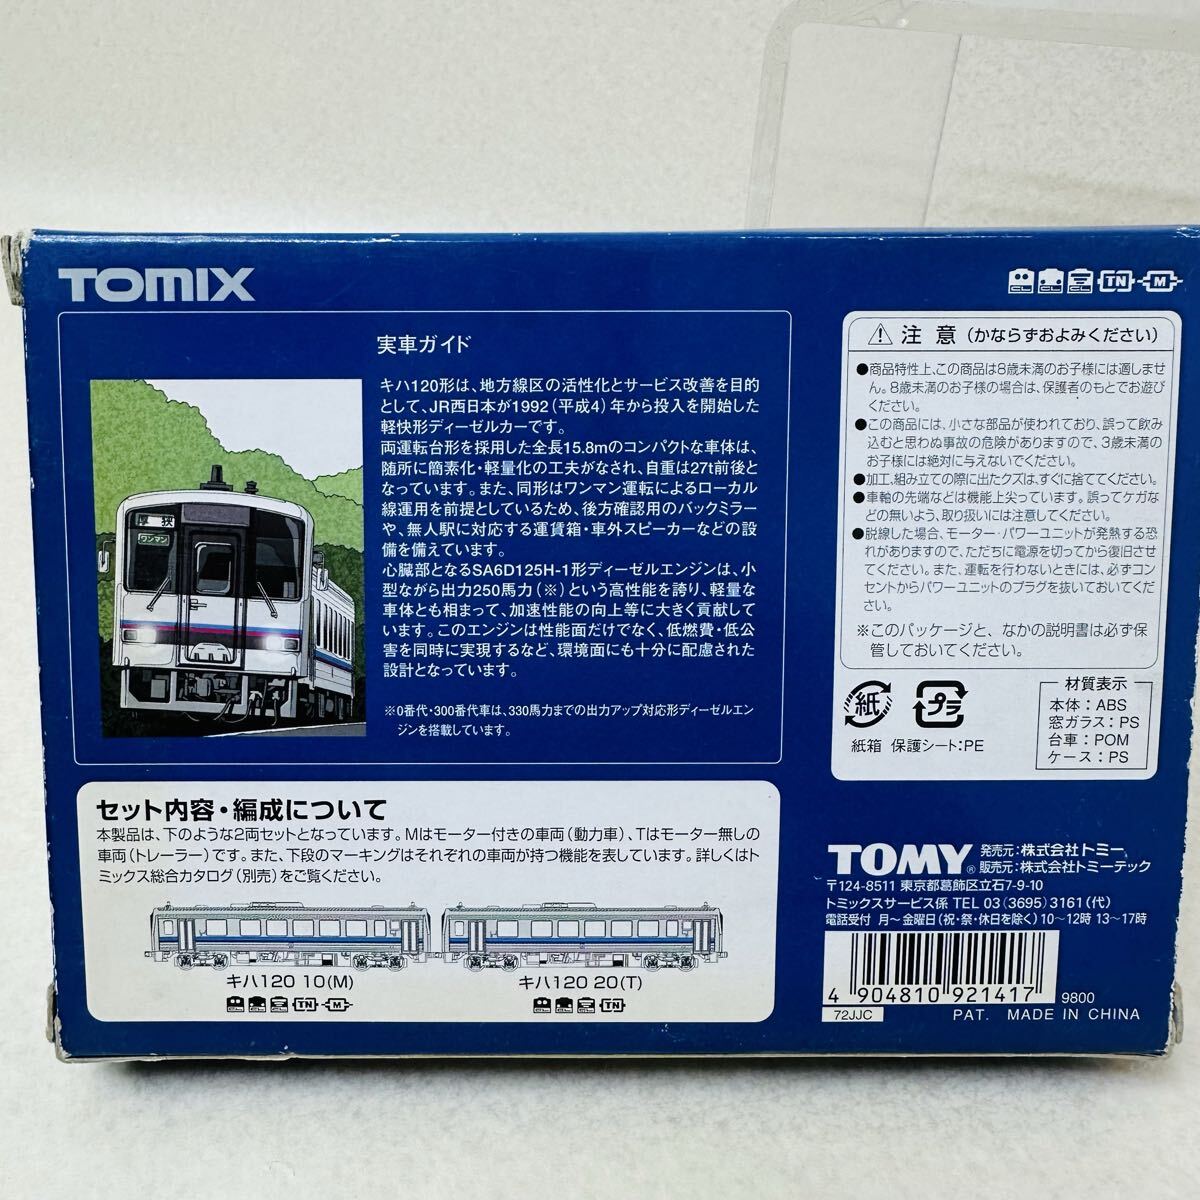 TOMIX
TN
M
実車ガイド
厚狭
ワンマン
キハ120形は、地方線区の活性化とサービス改善を目的
として、JR西日本が1992(平成4)年から投入を開始した
軽快形ディーゼルカーです。
両運転台形を採用した全長15.8mのコンパクトな車体は、
随所に簡素化・軽量化の工夫がなされ、自重は27t前後と
なっています。また、同形はワンマン運転によるローカル
線運用を前提としているため、後方確認用のバックミラー
や、無人駅に対応する運賃箱・車外スピーカーなどの設
備を備えています。
心臓部となるSA6D125H-1形ディーゼルエンジンは、小
型ながら出力250馬力(※)という高性能を誇り、軽量な
車体とも相まって、加速性能の向上等に大きく貢献して
います。このエンジンは性能面だけでなく、低燃費・低公
害を同時に実現するなど、環境面にも十分に配慮された
設計となっています。
※0番代・300番代車は、330馬力までの出力アップ対応形ディーゼルエン
ジンを搭載しています。
注 意 (かならずおよみください)
●商品特性上、この商品は8歳未満のお子様には適しませ
ん。8歳未満のお子様の場合は、保護者のもとでお遊び
ください。
●この商品には、小さな部品が使われており、誤って飲み
込むと思わぬ事故の危険がありますので、3歳未満の
お子様には絶対に与えないでください。
●加工、組み立ての際に出たクズは、すぐに捨ててください。
●車軸の先端などは機能上尖っています。誤ってケガな
どの無いよう、取り扱いには注意してください。
●脱線した場合、モーター・パワーユニットが発熱する恐
れがありますので、ただちに電源を切ってから復旧させ
てください。また、運転を行わないときには、必ずコン
セントからパワーユニットのプラグを抜いておいてくだ
さい。
※このパッケージと、なかの説明書は必ず保
管しておいてください。
紙
プラ
紙箱 保護シート:PE
材質表示
本体:ABS
窓ガラス:PS
台車:POM
ケース:PS
セット内容・編成について
本製品は、下のような2両セットとなっています。Mはモーター付きの車両(動力車)、Tはモーター無しの
車両(トレーラー)です。また、下段のマーキングはそれぞれの車両が持つ機能を表しています。詳しくはト
ミックス総合カタログ(別売)をご覧ください。
キハ120 10(M)
キハ120 20(T)
TN
M
TN
TOMY® 発売元:株式会社トミー
販売元:株式会社トミーテック
〒124-8511 東京都葛飾区立石7-9-10
トミックスサービス係 TEL 03(3695)3161(代)
電話受付 月〜金曜日(祝・祭・休日を除く)10〜12時 13〜17時
4 904810 921417
9800
72JJC
PAT. MADE IN CHINA